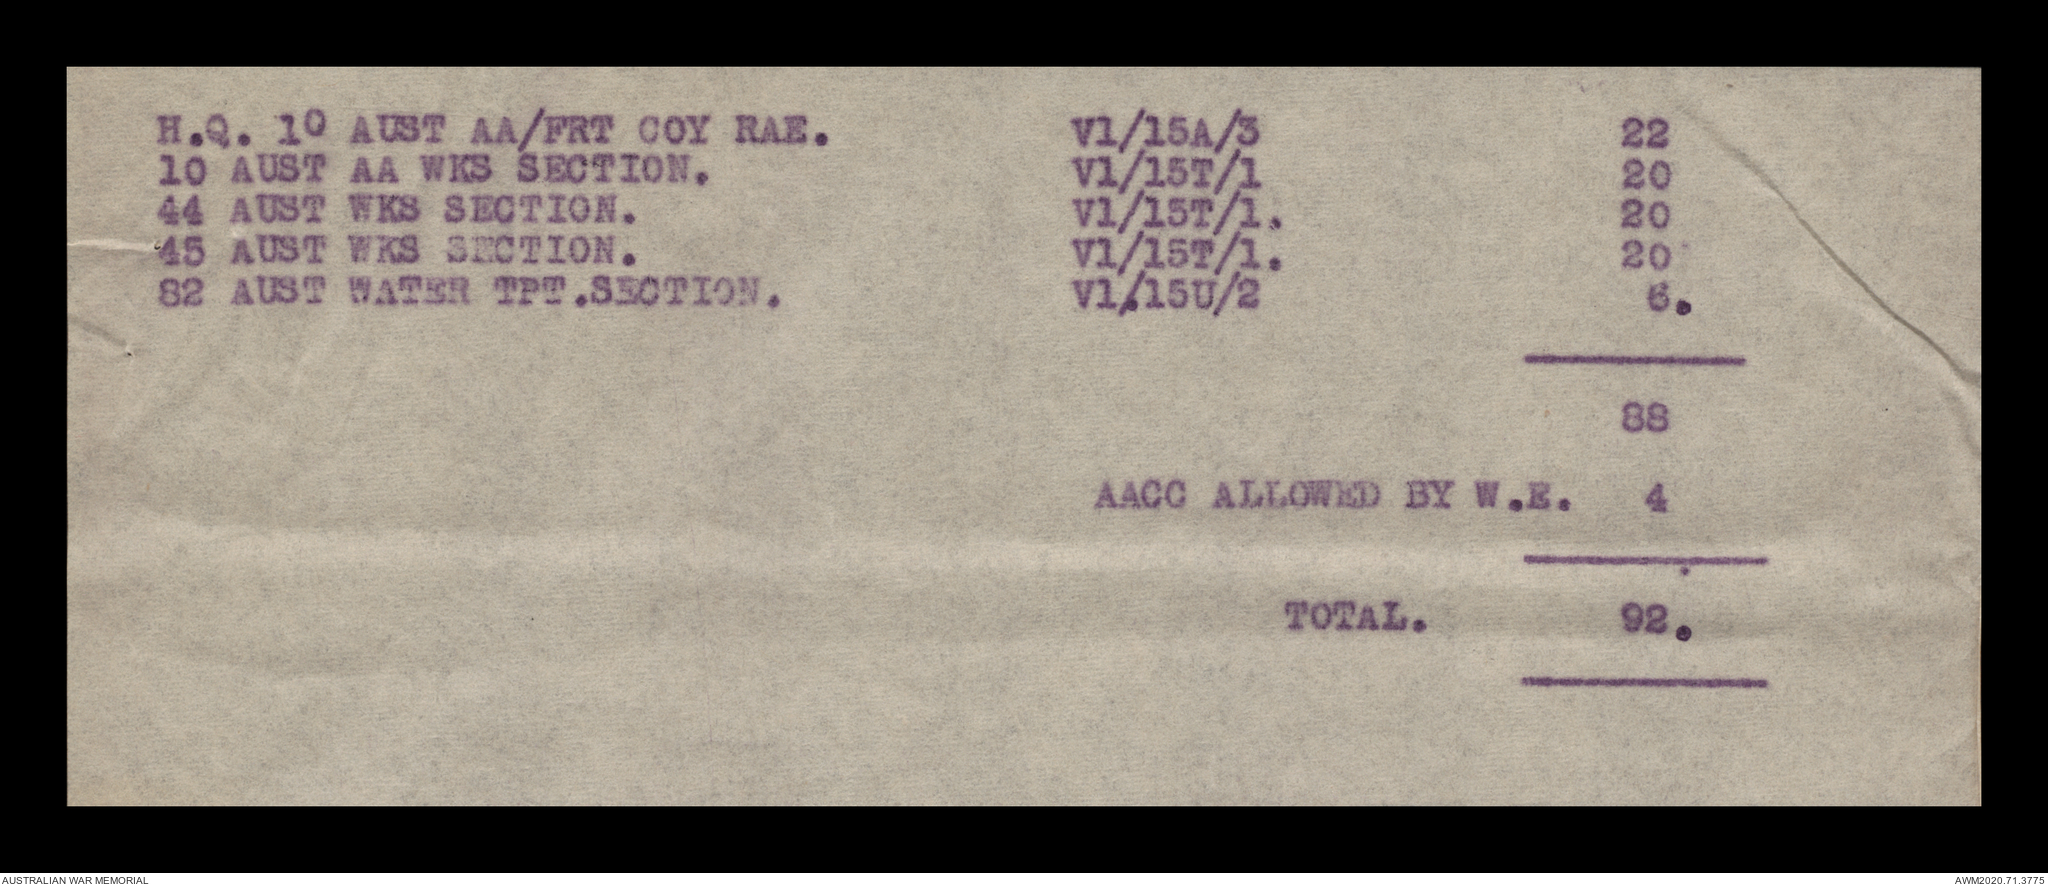 H.Q. 10 AUST AA/FRT COY RAE. V1/15A/3 22
10 AUST AA WKS SECTION. V1/15T/1 20
44 AUST WKS SECTION. V1/15T/1. 20
45 AUST WKS SECTION. V1/15T/1. 20
82 AUST WATER TPT.SECTION. V1/15U/2 6.
88
AACC ALLOWED BY W.E. 4
TOTAL. 92.
AUSTRALIAN WAR MEMORIAL AWM2020.71.3775